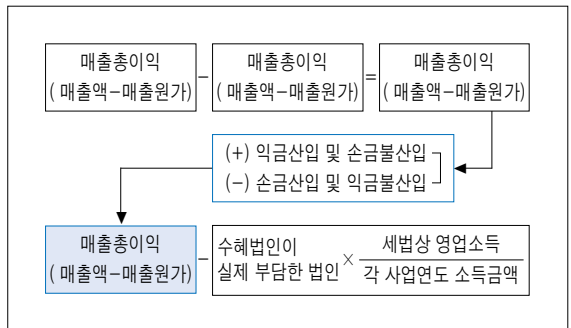 매출총이익 - 매출총이익 = 매출총이익
( 매출액-매출원가) ( 매출액-매출원가) ( 매출액-매출원가)
(+) 익금산입 및 손금불산입
(-) 손금산입 및 익금불산입
매출총이익
( 매출액-매출원가)
-
수혜법인이
실제 부담한 법인
×
세법상 영업소득
각 사업연도 소득금액